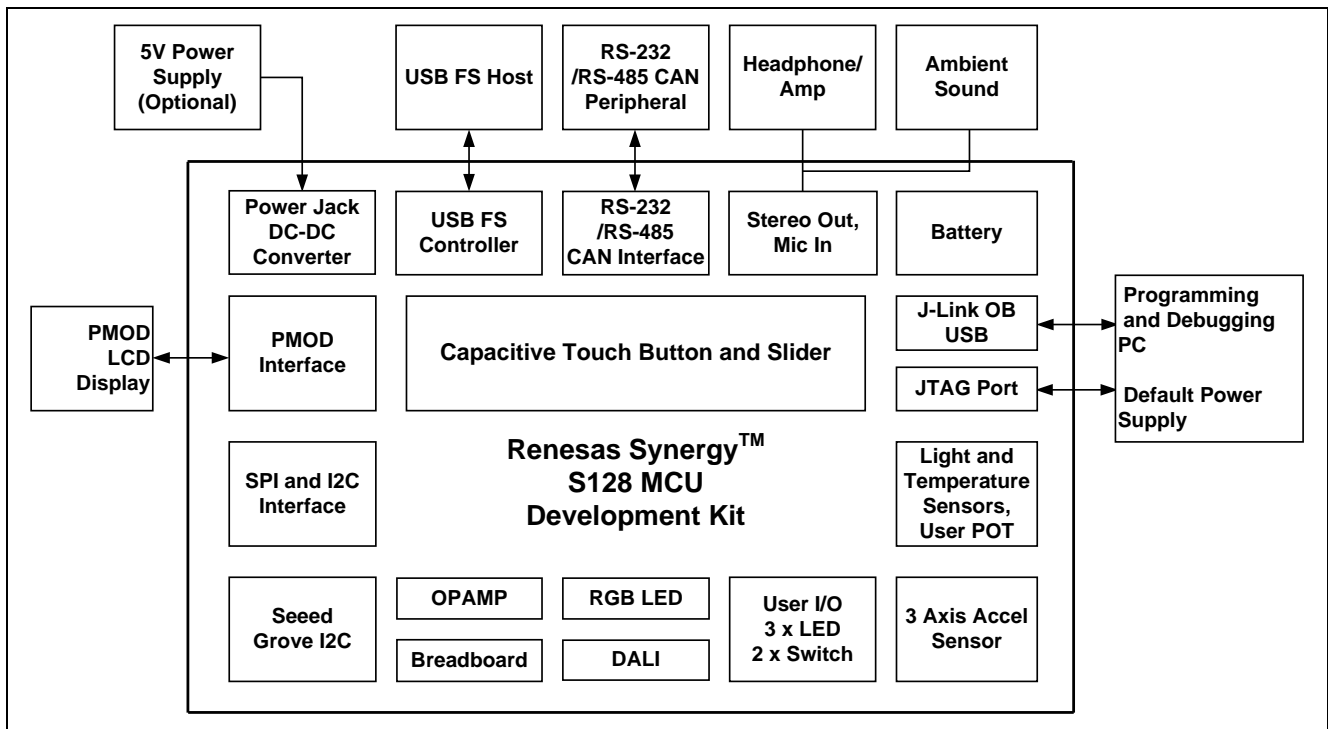 5V Power
Supply
(Optional)
USB FS Host
RS-232
/RS-485 CAN
Peripheral
Headphone/
Amp
Ambient
Sound
Power Jack
DC-DC
Converter
USB FS
Controller
RS-232
/RS-485
CAN Interface
Stereo Out,
Mic In
Battery
PMOD
LCD
Display
PMOD
Interface
Capacitive Touch Button and Slider
J-Link OB
USB
JTAG Port
Programming
and Debugging
PC
Default Power
Supply
SPI and I2C
Interface
Renesas Synergy™
S128 MCU
Development Kit
Light and
Temperature
Sensors,
User POT
Seeed
Grove I2C
OPAMP
Breadboard
RGB LED
DALI
User I/O
3 x LED
2 x Switch
3 Axis Accel
Sensor